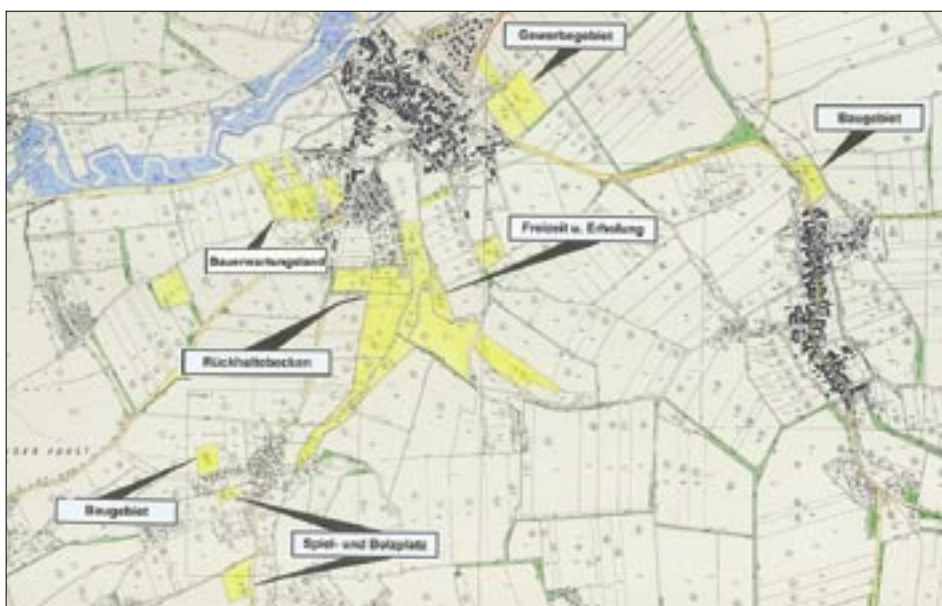 Gewerbegebiet
Baugebiet
Freizeit u. Erholung
Bauerwartungsland
Rückhaltebecken
Baugebiet
Spiel- und Bolzplatz